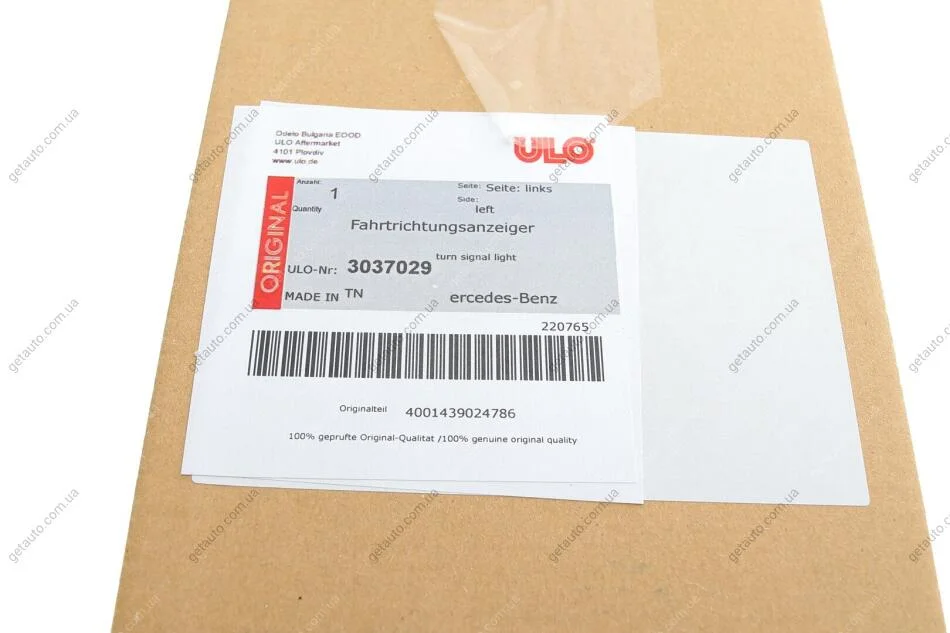 Odelo Bulgaria EOOD
ULO Aftermarket
4101 Plovdiv
www.ulo.de
ULO
ORIGINAL
Anzahl: 1
Quantity
Seite: Seite: links
Side: left
Fahrtrichtungsanzeiger
turn signal light
ULO-Nr: 3037029
MADE IN TN ercedes-Benz
220765
Originalteil 4001439024786
100% geprufte Original-Qualitat /100% genuine original quality
getauto.com.ua